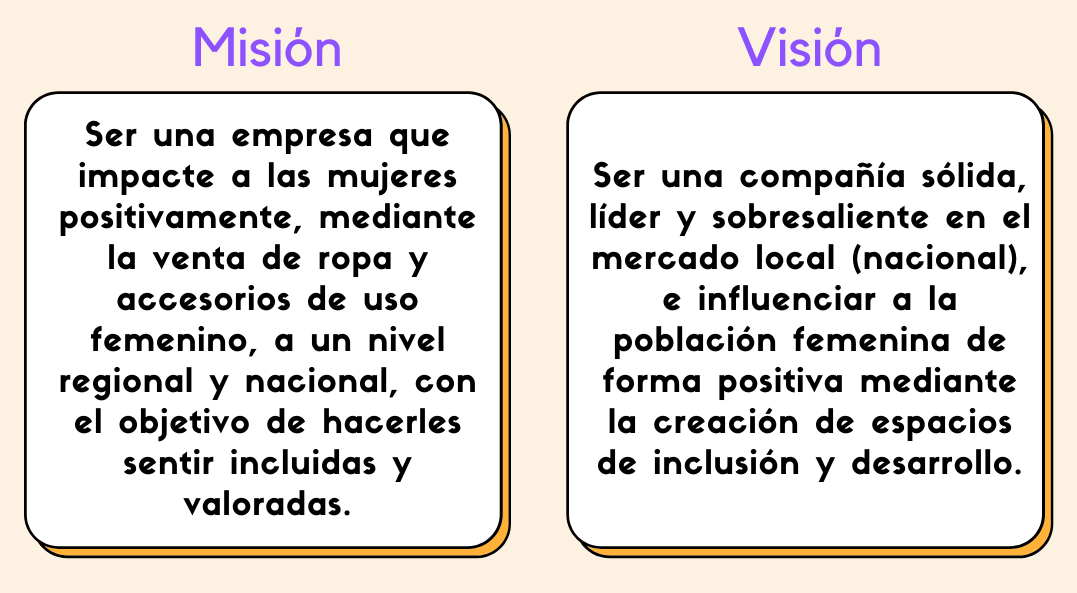 Misión
Ser una empresa que
impacte a las mujeres
positivamente, mediante
la venta de ropa y
accesorios de uso
femenino, a un nivel
regional y nacional, con
el objetivo de hacerles
sentir incluidas y
valoradas.
Visión
Ser una compañía sólida,
líder y sobresaliente en el
mercado local (nacional),
e influenciar a la
población femenina de
forma positiva mediante
la creación de espacios
de inclusión y desarrollo.